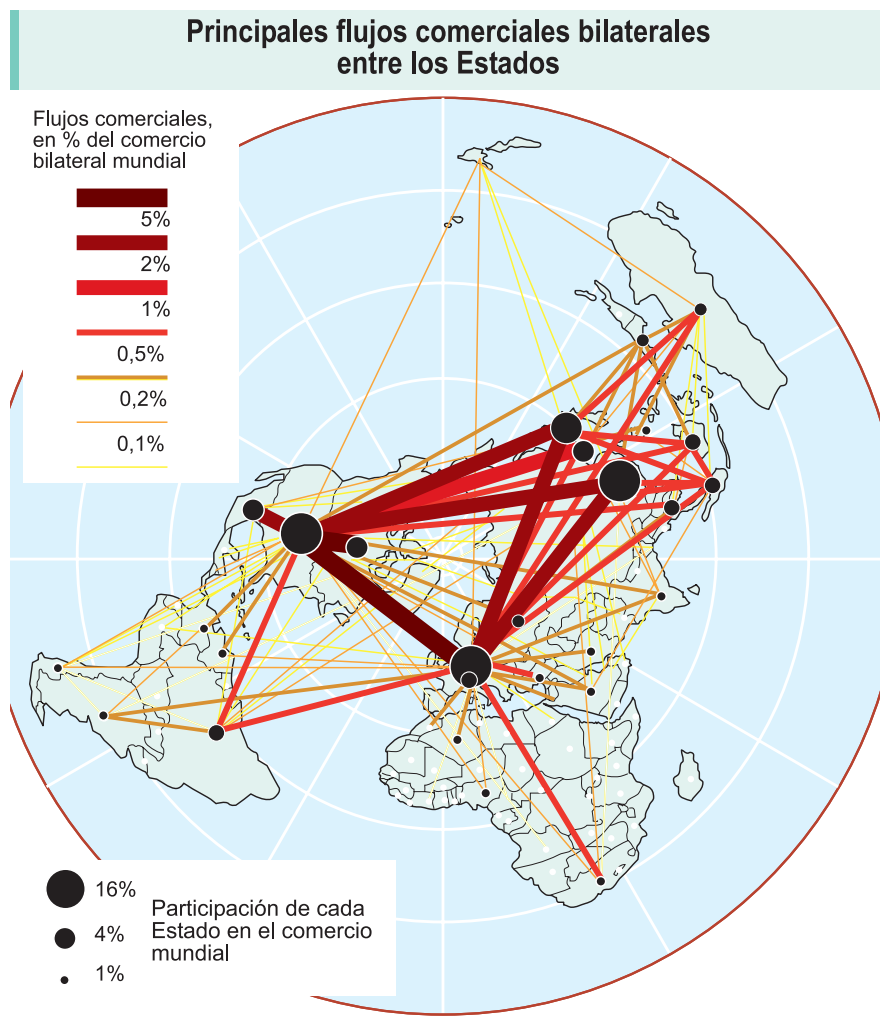 Principales flujos comerciales bilaterales
entre los Estados
Flujos comerciales,
en % del comercio
bilateral mundial
5%
2%
1%
0,5%
0,2%
0,1%
16%
4%
1%
Participación de cada
Estado en el comercio
mundial